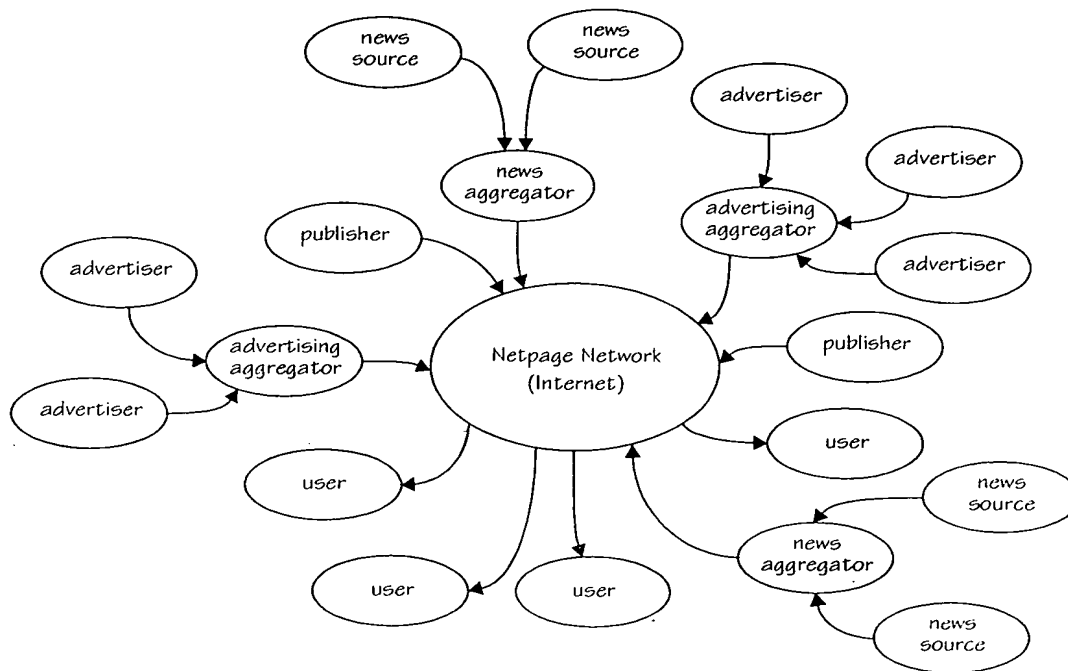 news
source
news
source
advertiser
advertiser
news
aggregator
advertising
aggregator
publisher
advertiser
advertiser
advertising
aggregator
Netpage Network
(Internet)
publisher
advertiser
user
user
news
source
news
aggregator
user
user
news
source